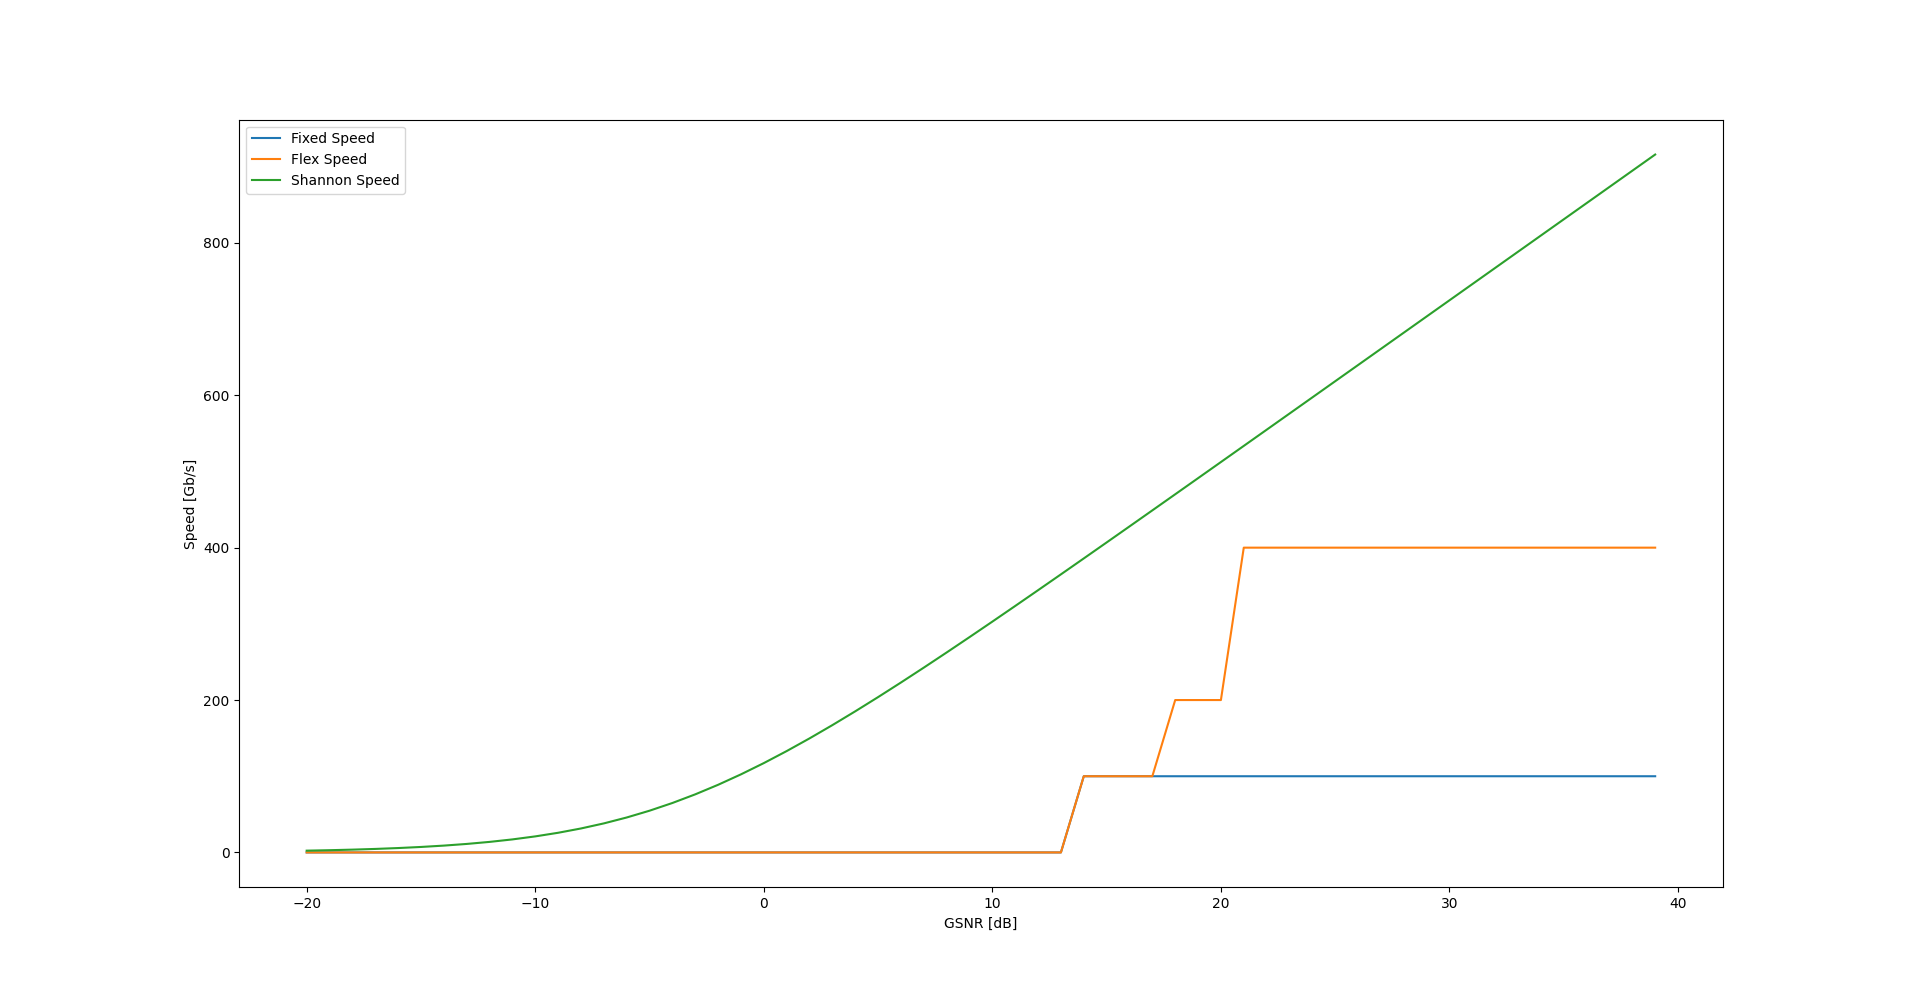 Fixed Speed
Flex Speed
Shannon Speed
800
600
400
200
0
Speed [Gb/s]
−20 −10 0 10 20 30 40
GSNR [dB]